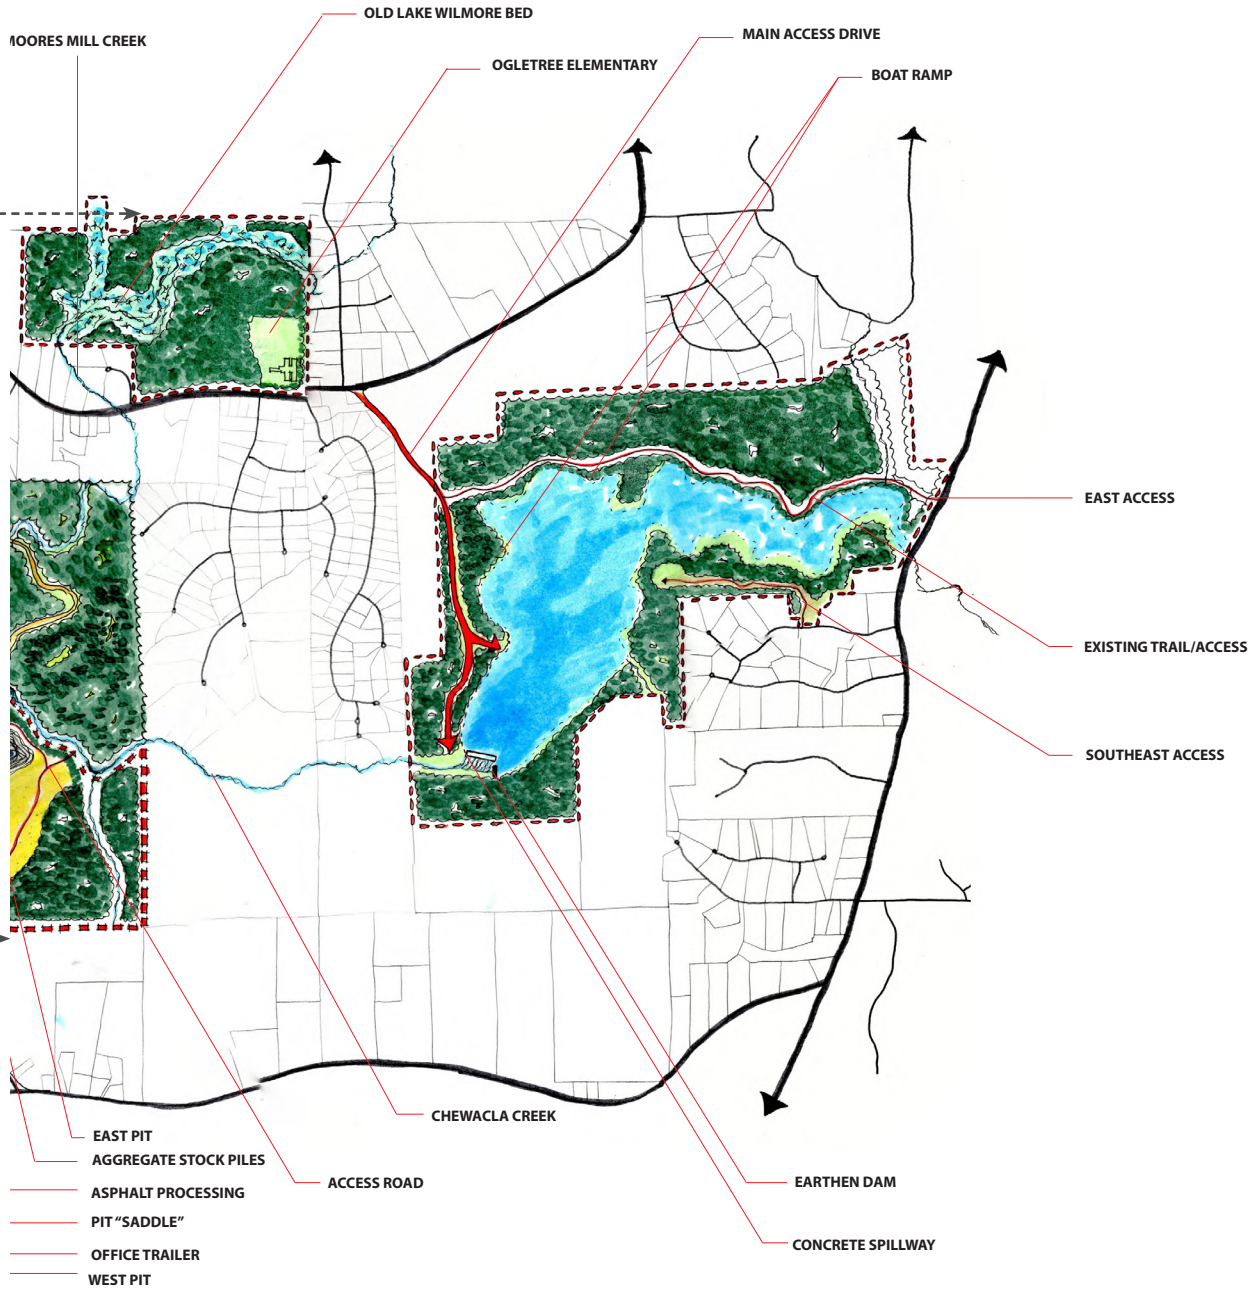 OLD LAKE WILMORE BED
MAIN ACCESS DRIVE
MOORES MILL CREEK
OGLETREE ELEMENTARY
BOAT RAMP
EAST ACCESS
EXISTING TRAIL/ACCESS
SOUTHEAST ACCESS
CHEWACLA CREEK
EAST PIT
AGGREGATE STOCK PILES
ACCESS ROAD
EARTHEN DAM
ASPHALT PROCESSING
PIT “SADDLE”
CONCRETE SPILLWAY
OFFICE TRAILER
WEST PIT